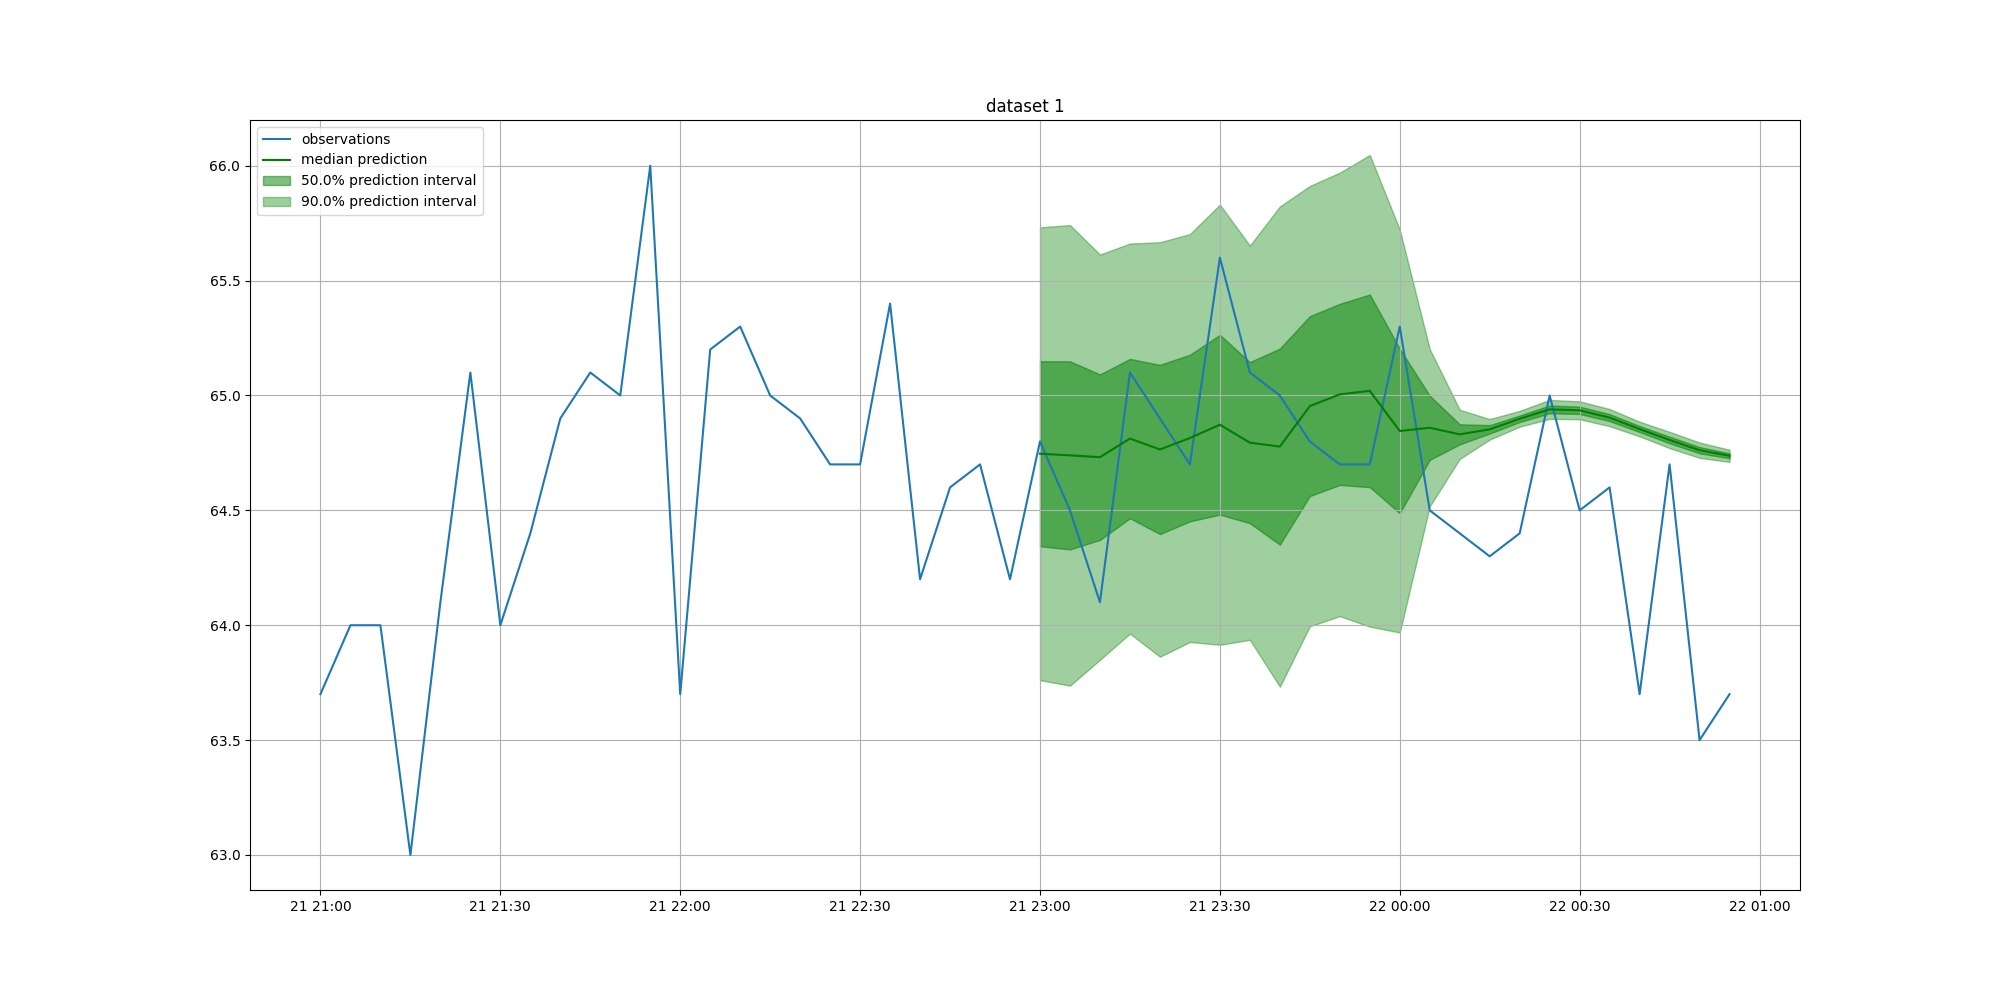 dataset 1
observations
median prediction
50.0% prediction interval
90.0% prediction interval
66.0
65.5
65.0
64.5
64.0
63.5
63.0
21 21:00 21 21:30 21 22:00 21 22:30 21 23:00 21 23:30 22 00:00 22 00:30 22 01:00